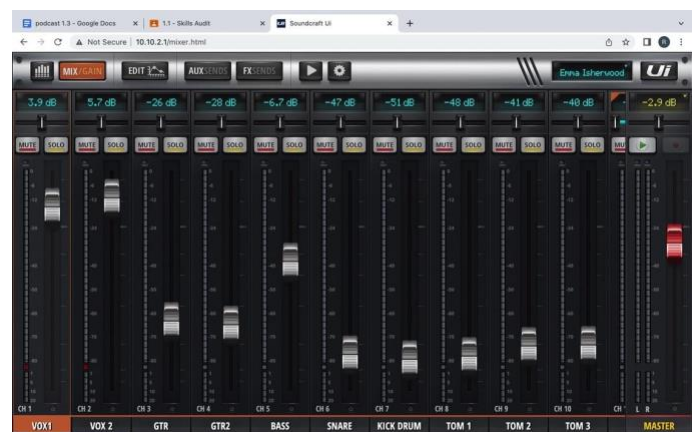 podcast 1.3 - Google Docs
1.1 - Skills Audit
Soundcraft Ui
Not Secure 10.10.2.1/mixer.html
MIX/GAIN EDIT AUXSENDS FXSENDS Enna Isherwood Ui
3.9 dB 5.7 dB -26 dB -28 dB -6.7 dB -47 dB -51 dB -48 dB -41 dB -40 dB -2.9 dB
MUTE SOLO MUTE SOLO MUTE SOLO MUTE SOLO MUTE SOLO MUTE SOLO MUTE SOLO MUTE SOLO MUTE SOLO MUTE SOLO MU
CH 1 CH 2 CH 3 CH 4 CH 5 CH 6 CH 7 CH 8 CH 9 CH 10 CH L R
VOX1 VOX 2 GTR GTR2 BASS SNARE KICK DRUM TOM 1 TOM 2 TOM 3 MASTER